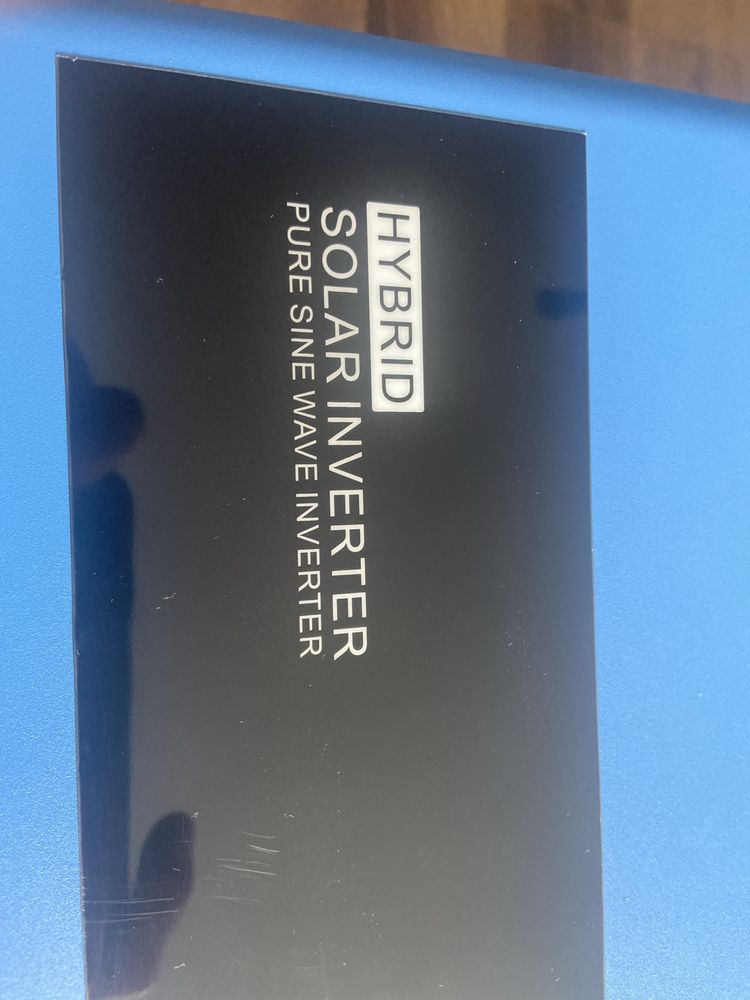 HYBRID
SOLAR INVERTER
PURE SINE WAVE INVERTER